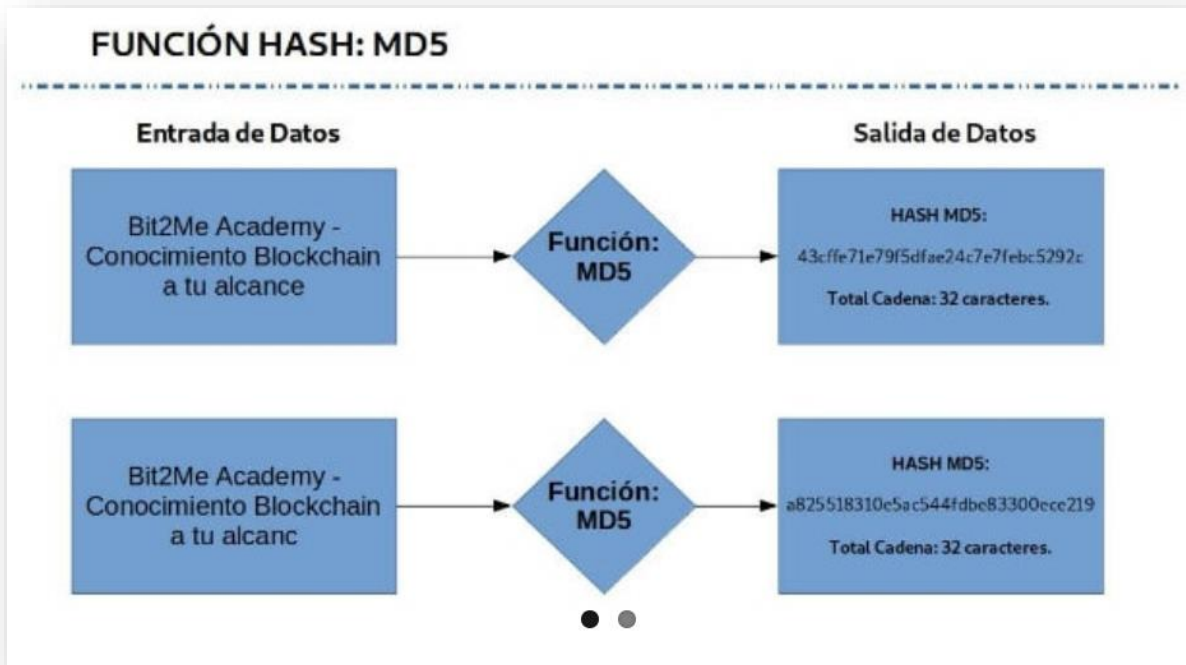 FUNCIÓN HASH: MD5
Entrada de Datos
Salida de Datos
Bit2Me Academy -
Conocimiento Blockchain
a tu alcance
Función:
MD5
HASH MD5:
43cffe71e79f5dfae24c7e7febc5292c
Total Cadena: 32 caracteres.
Bit2Me Academy -
Conocimiento Blockchain
a tu alcanc
Función:
MD5
HASH MD5:
a825518310e5ac544fdbe83300ece219
Total Cadena: 32 caracteres.